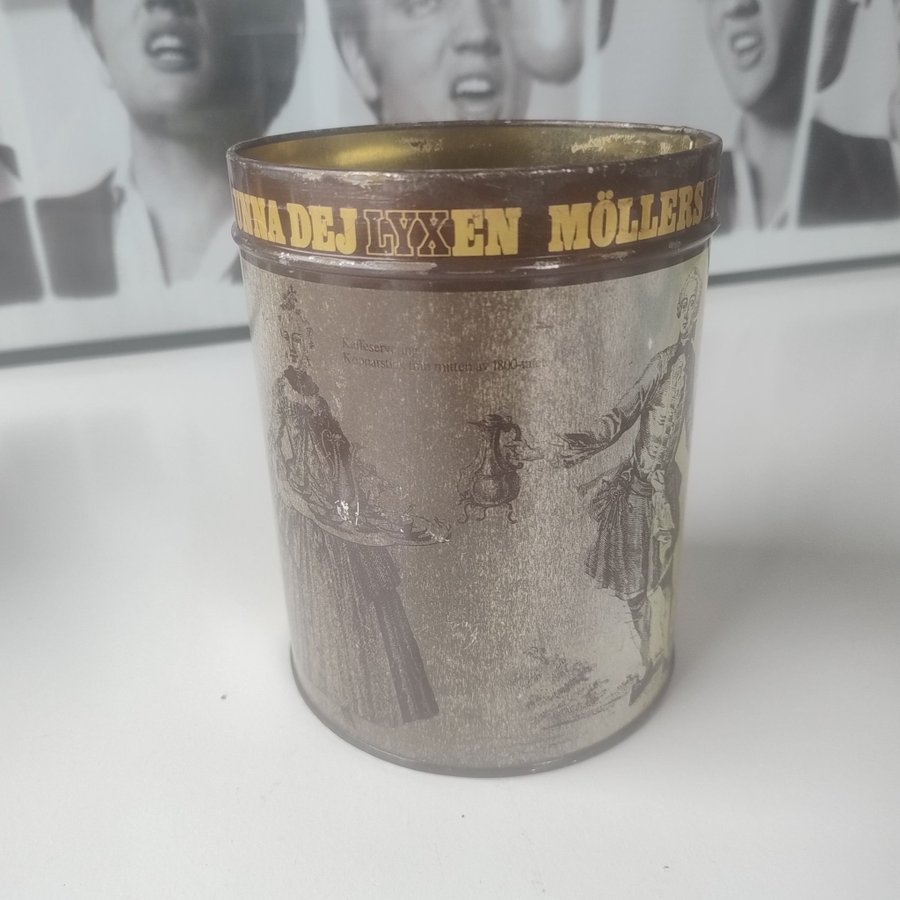 UNNA DEJ LYXEN MÖLLERS
Kaffeservering
Kopparstick från mitten av 1800-talet